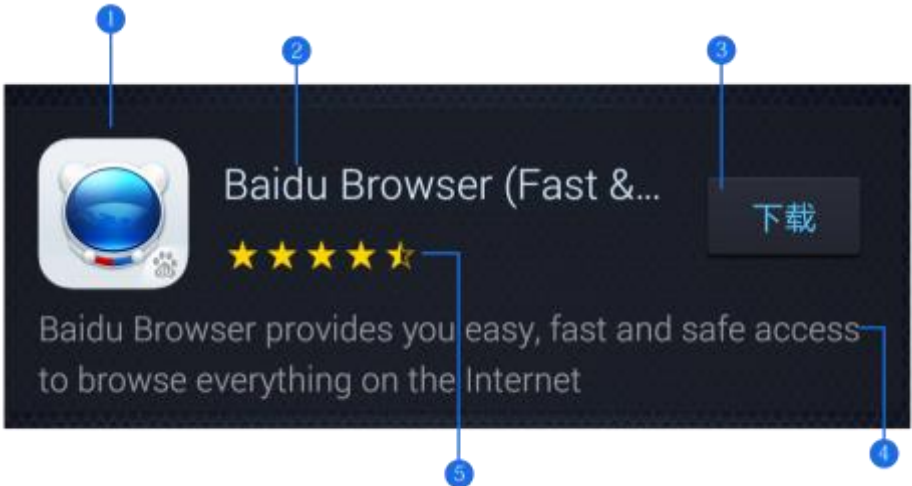 1
2
3
Baidu Browser (Fast &...
下载
Baidu Browser provides you easy, fast and safe access
to browse everything on the Internet
4
5